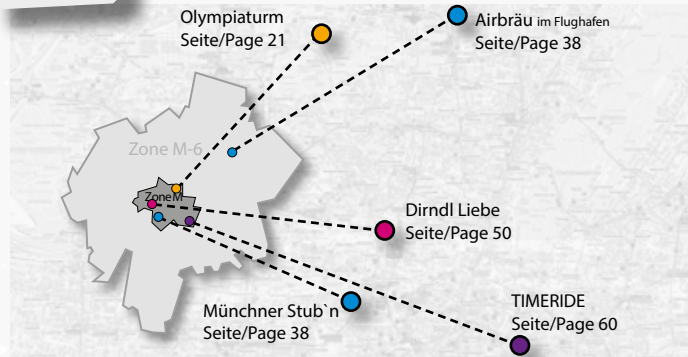 Olympiaturm
Seite/Page 21
Airbräu im Flughafen
Seite/Page 38
Zone M-6
Zone M
Dirndl Liebe
Seite/Page 50
Münchner Stub`n
Seite/Page 38
TIMERIDE
Seite/Page 60